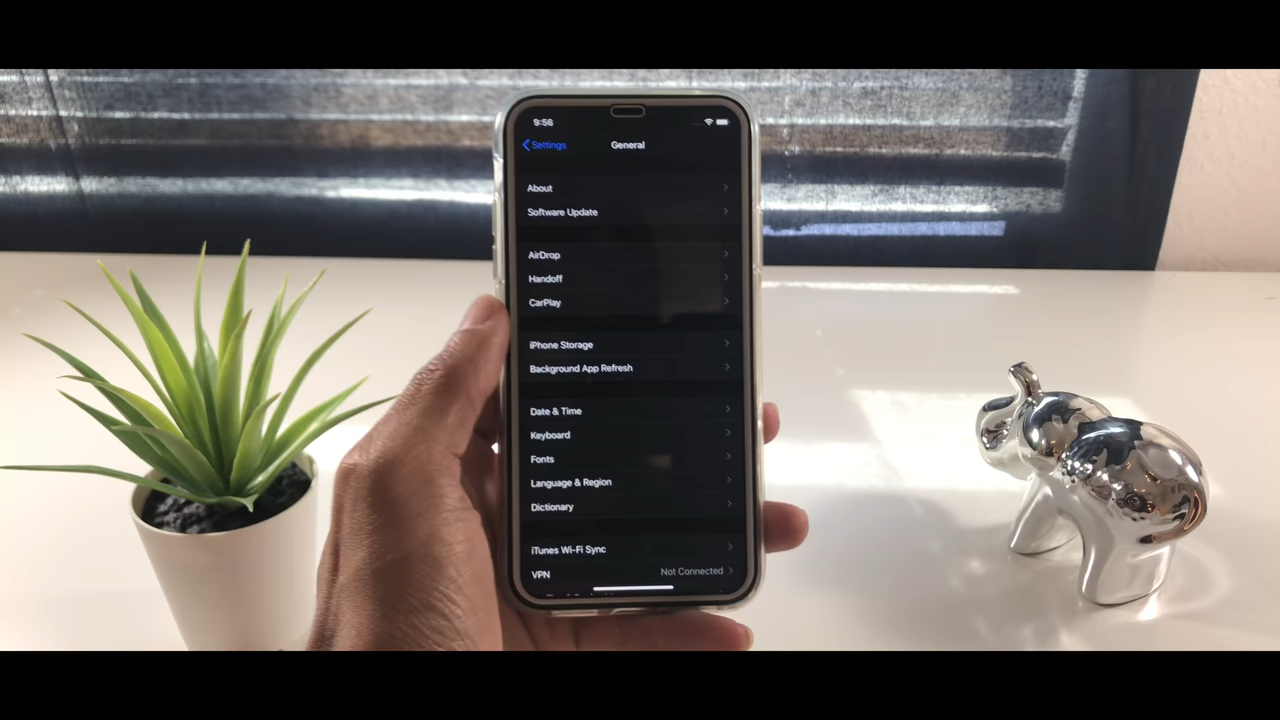 9:56
Settings
General
About
Software Update
AirDrop
Handoff
CarPlay
iPhone Storage
Background App Refresh
Date & Time
Keyboard
Fonts
Language & Region
Dictionary
iTunes Wi-Fi Sync
VPN Not Connected